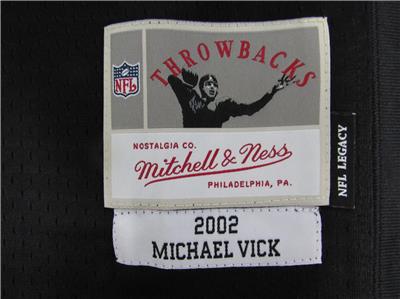 THROWBACKS
NFL
NOSTALGIA CO.
Mitchell & Ness
PHILADELPHIA, PA.
NFL LEGACY
2002
MICHAEL VICK